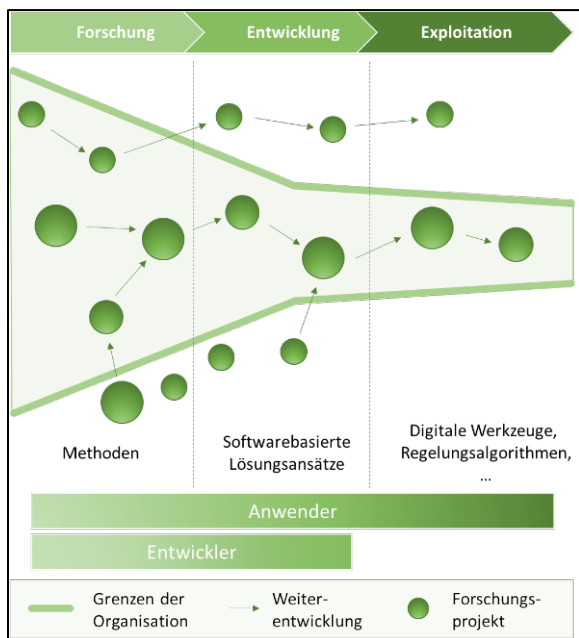 Forschung
Entwicklung
Exploitation
Methoden
Softwarebasierte
Lösungsansätze
Digitale Werkzeuge,
Regelungsalgorithmen,
...
Anwender
Entwickler
Grenzen der
Organisation
Weiter-
entwicklung
Forschungs-
projekt